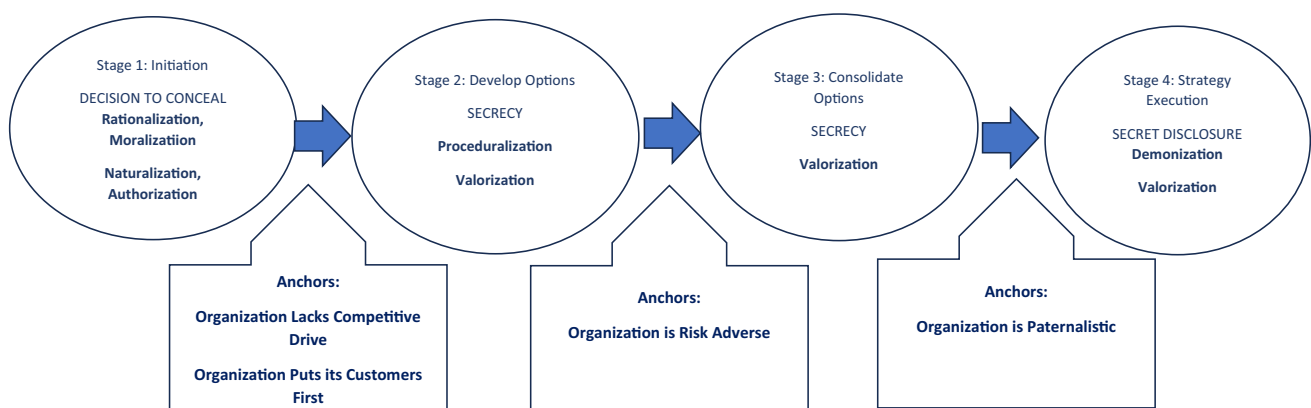 Stage 1: Initiation
DECISION TO CONCEAL
Rationalization,
Moralization
Naturalization,
Authorization
Stage 2: Develop Options
SECRECY
Proceduralization
Valorization
Stage 3: Consolidate
Options
SECRECY
Valorization
Stage 4: Strategy
Execution
SECRET DISCLOSURE
Demonization
Valorization
Anchors:
Organization Lacks Competitive
Drive
Organization Puts its Customers
First
Anchors:
Organization is Risk Adverse
Anchors:
Organization is Paternalistic